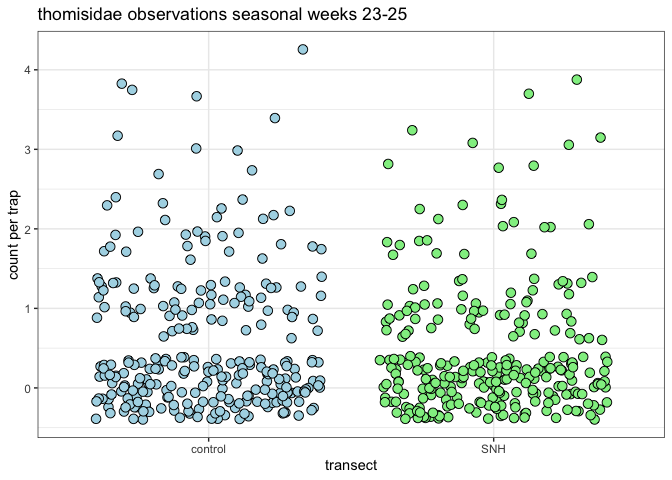 thomisidae observations seasonal weeks 23-25
count per trap
4
3
2
1
0
control
SNH
transect